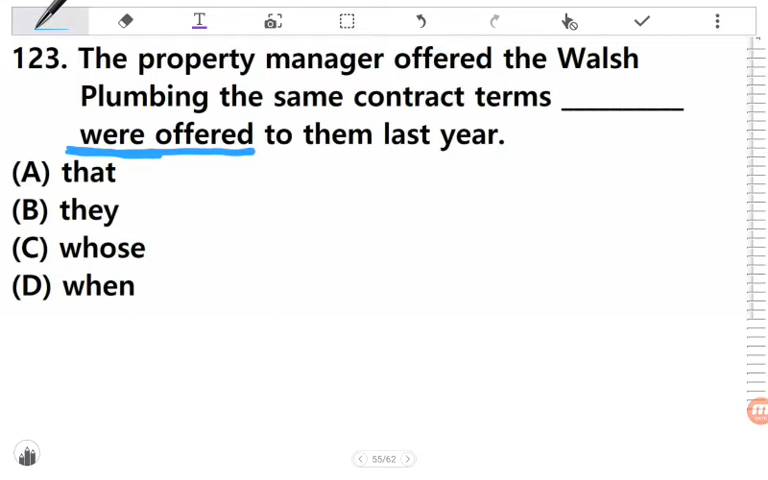 T
123. The property manager offered the Walsh
Plumbing the same contract terms __________
were offered to them last year.
(A) that
(B) they
(C) whose
(D) when
55/62